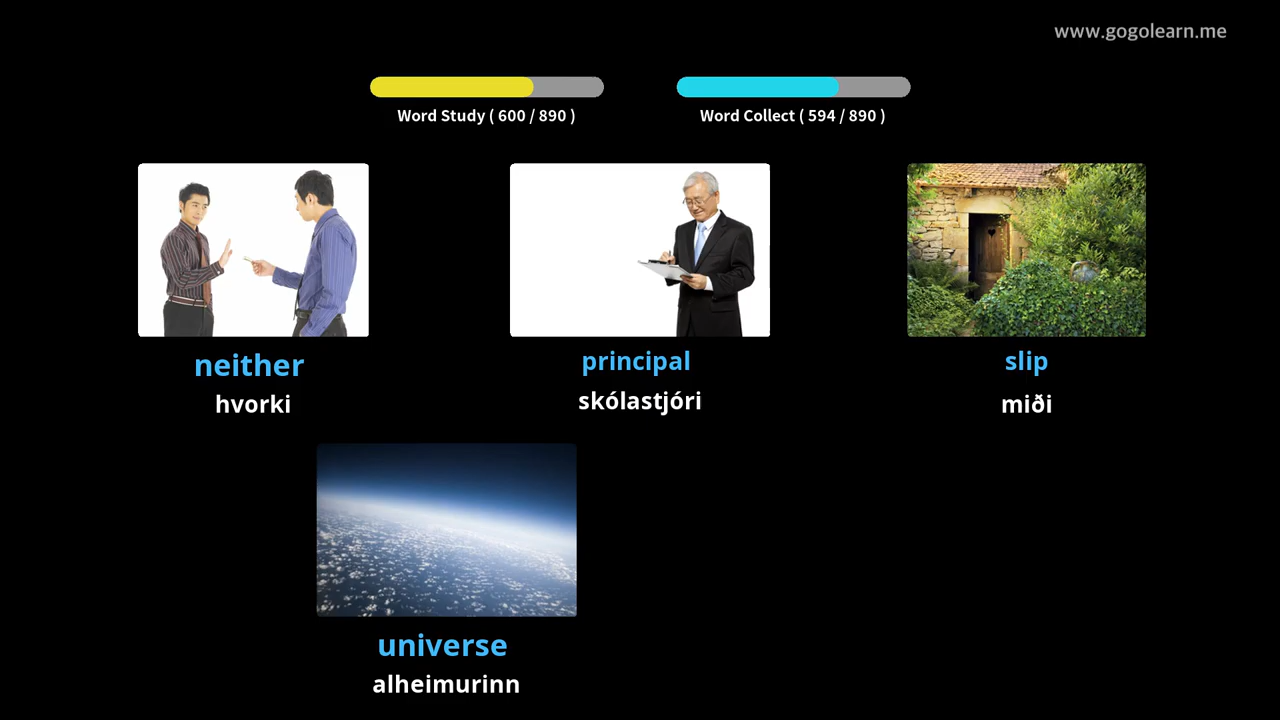 www.gogolearn.me
Word Study ( 600 / 890 )
Word Collect ( 594 / 890 )
neither
hvorki
principal
skólastjóri
slip
miði
universe
alheimurinn